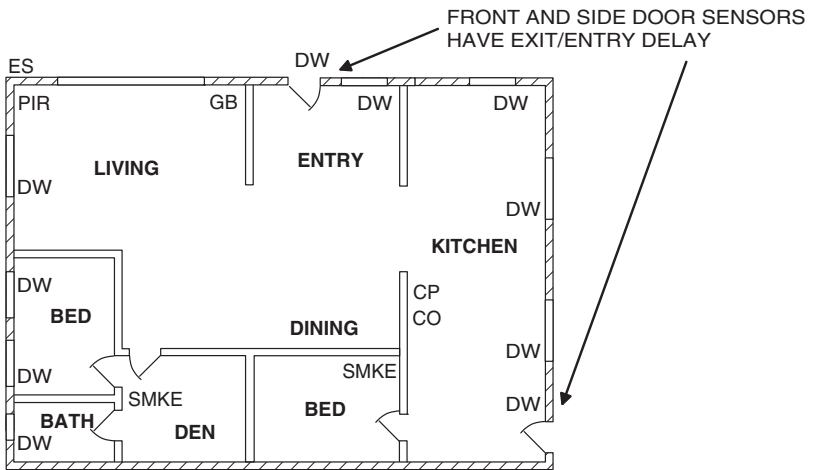 FRONT AND SIDE DOOR SENSORS
HAVE EXIT/ENTRY DELAY
DW
ES
PIR
GB
DW
DW
LIVING
ENTRY
DW
DW
KITCHEN
DW
CP
BED
CO
DINING
DW
DW
SMKE
SMKE
DW
BED
BATH
DEN
DW